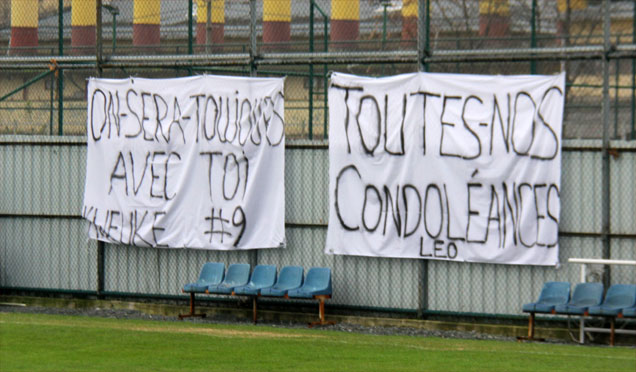 ON-SERA-TOUJOURS
AVEC TOI
KWEUKE #9
TOUTES-NOS
CONDOLÉANCES
LEO